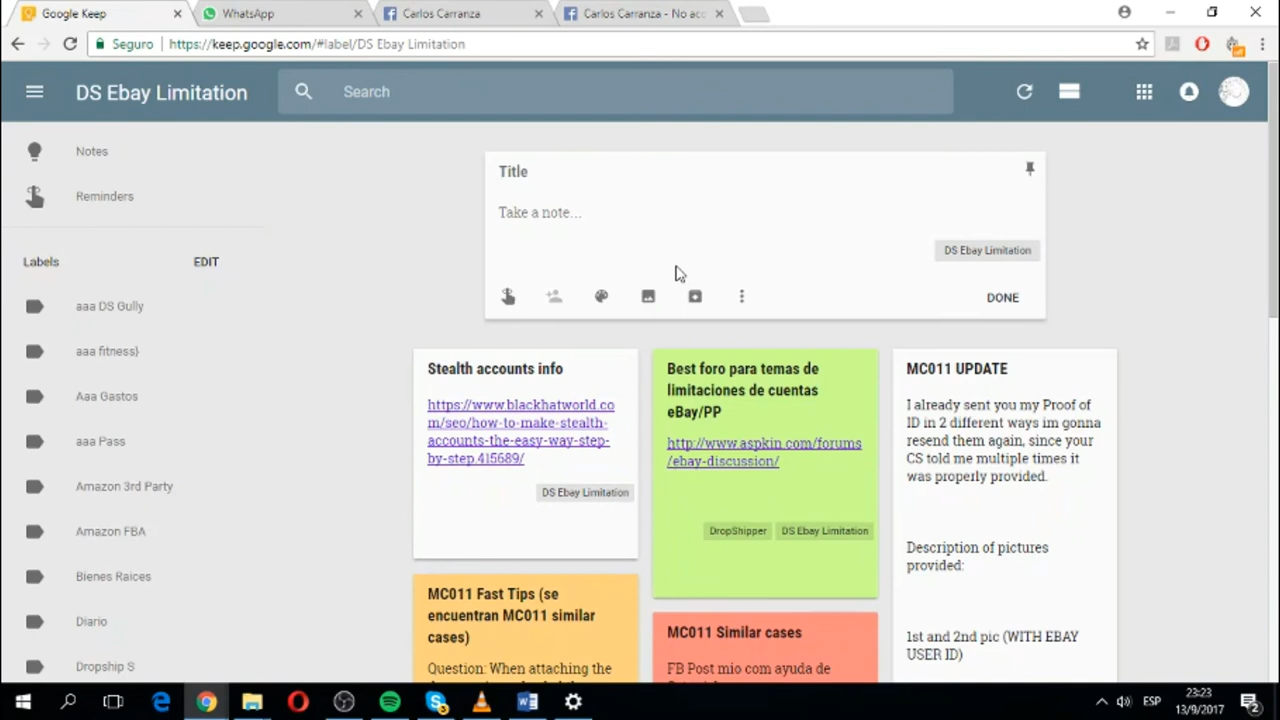 Google Keep
WhatsApp
Carlos Carranza
Carlos Carranza - No acc
Seguro
https://keep.google.com/#label/DS Ebay Limitation
DS Ebay Limitation
Search
Notes
Reminders
Labels
EDIT
aaa DS Gully
aaa fitness}
Aaa Gastos
aaa Pass
Amazon 3rd Party
Amazon FBA
Bienes Raices
Diario
Dropship S
Title
Take a note...
DS Ebay Limitation
DONE
Stealth accounts info
https://www.blackhatworld.co
m/seo/how-to-make-stealth-
accounts-the-easy-way-step-
by-step.415689/
DS Ebay Limitation
MC011 Fast Tips (se
encuentran MC011 similar
cases)
Question: When attaching the
Best foro para temas de
limitaciones de cuentas
eBay/PP
http://www.aspkin.com/forums
/ebay-discussion/
DropShipper
DS Ebay Limitation
MC011 Similar cases
FB Post mio com ayuda de
MC011 UPDATE
I already sent you my Proof of
ID in 2 different ways im gonna
resend them again, since your
CS told me multiple times it
was properly provided.
Description of pictures
provided:
1st and 2nd pic (WITH EBAY
USER ID)
ESP
23:23
13/9/2017
2